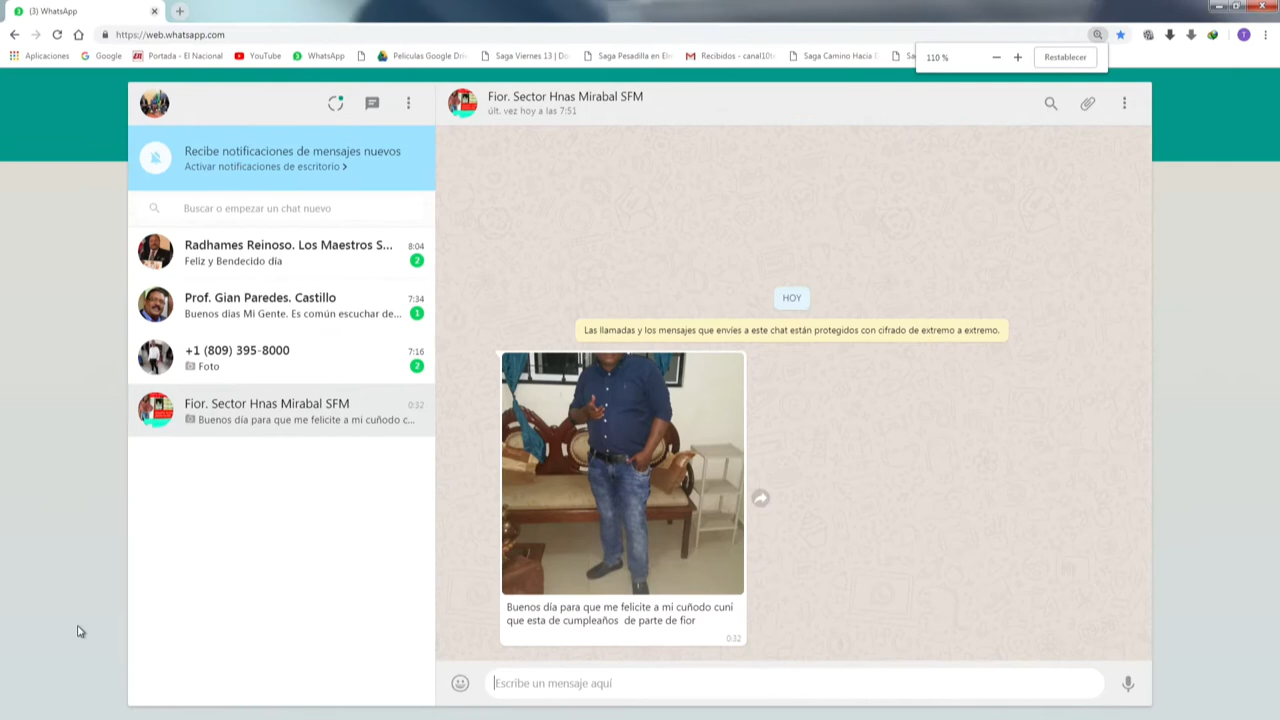 (3) WhatsApp
https://web.whatsapp.com
Aplicaciones
Google
Portada - El Nacional
YouTube
WhatsApp
Peliculas Google Dri
Saga Viernes 13 | Do
Saga Pesadilla en El
Recibidos - canal10t
Saga Camino Hacia
110 %
Restablecer
Fior. Sector Hnas Mirabal SFM
últ. vez hoy a las 7:51
Recibe notificaciones de mensajes nuevos
Activar notificaciones de escritorio >
Buscar o empezar un chat nuevo
Radhames Reinoso. Los Maestros S... 8:04
Feliz y Bendecido día 2
Prof. Gian Paredes. Castillo 7:34
Buenos dias Mi Gente. Es común escuchar de... 1
+1 (809) 395-8000 7:16
Foto 2
Fior. Sector Hnas Mirabal SFM 0:32
Buenos día para que me felicite a mi cuñodo c...
HOY
Las llamadas y los mensajes que envíes a este chat están protegidos con cifrado de extremo a extremo.
Buenos día para que me felicite a mi cuñodo cuní
que esta de cumpleaños de parte de fior
0:32
Escribe un mensaje aquí